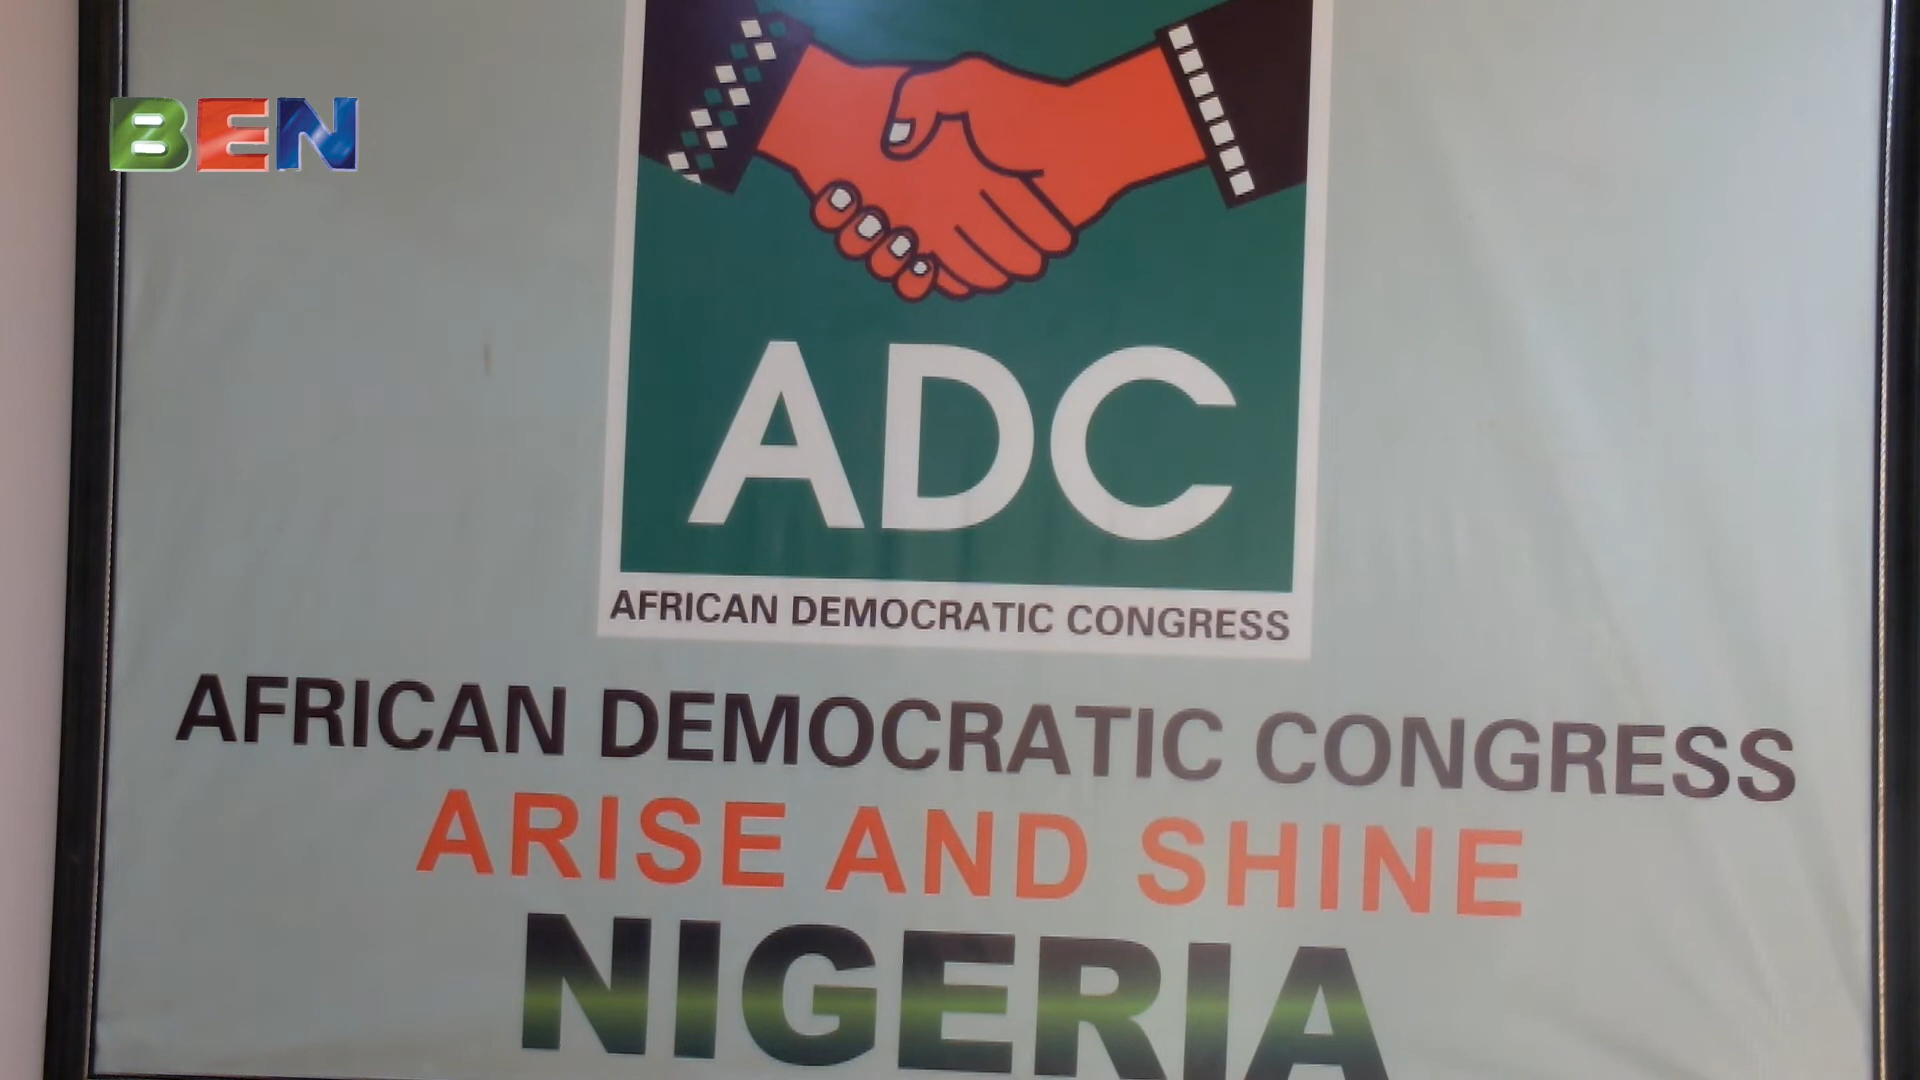 BEN
ADC
AFRICAN DEMOCRATIC CONGRESS
AFRICAN DEMOCRATIC CONGRESS
ARISE AND SHINE
NIGERIA